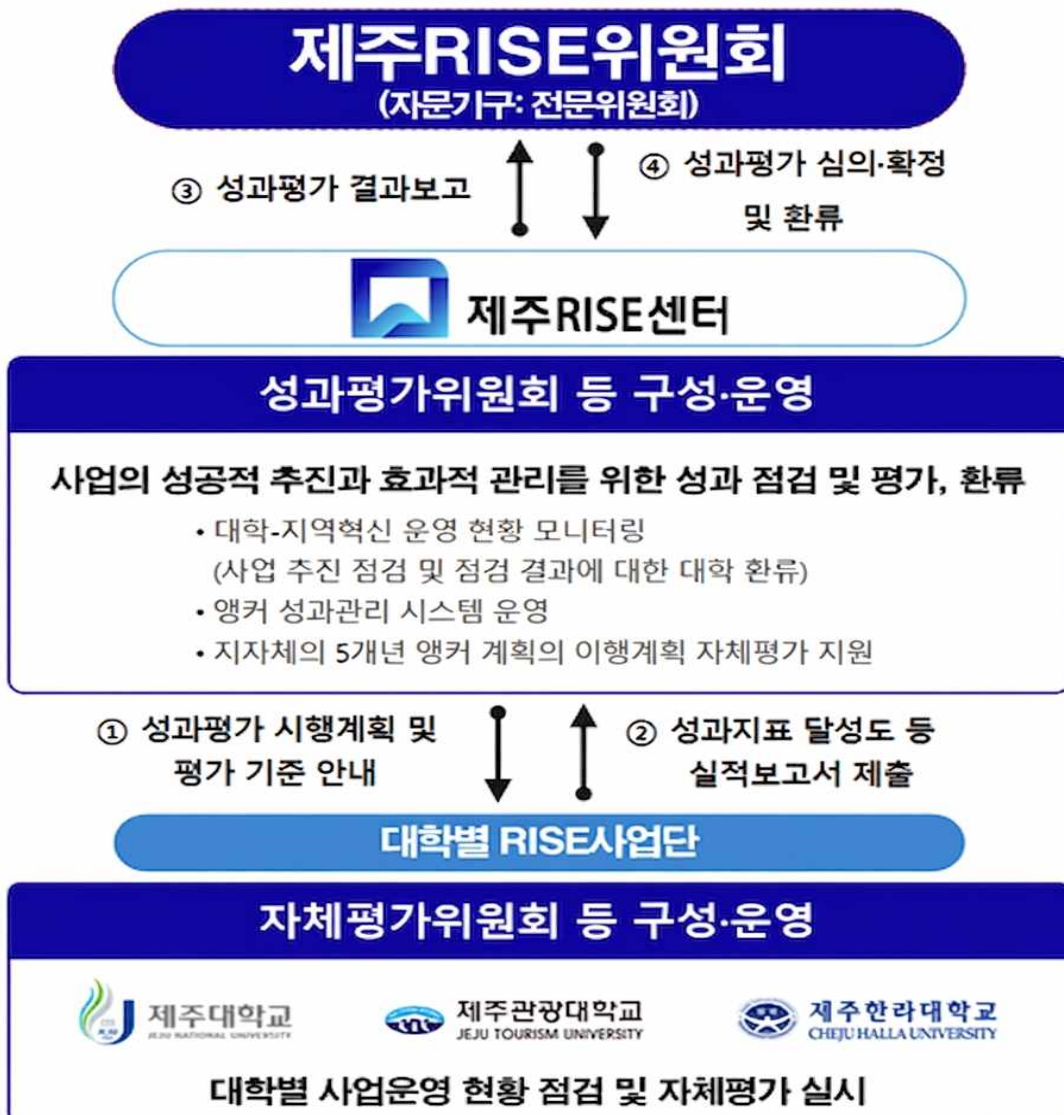 제주RISE위원회
(자문기구: 전문위원회)
③ 성과평가 결과보고
④ 성과평가 심의·확정
및 환류
제주RISE센터
성과평가위원회 등 구성·운영
사업의 성공적 추진과 효과적 관리를 위한 성과 점검 및 평가, 환류
• 대학-지역혁신 운영 현황 모니터링
(사업 추진 점검 및 점검 결과에 대한 대학 환류)
• 앵커 성과관리 시스템 운영
• 지자체의 5개년 앵커 계획의 이행계획 자체평가 지원
① 성과평가 시행계획 및
평가 기준 안내
② 성과지표 달성도 등
실적보고서 제출
대학별 RISE사업단
자체평가위원회 등 구성·운영
제주대학교
JEJU NATIONAL UNIVERSITY
제주관광대학교
JEJU TOURISM UNIVERSITY
제주한라대학교
CHEJU HALLA UNIVERSITY
대학별 사업운영 현황 점검 및 자체평가 실시